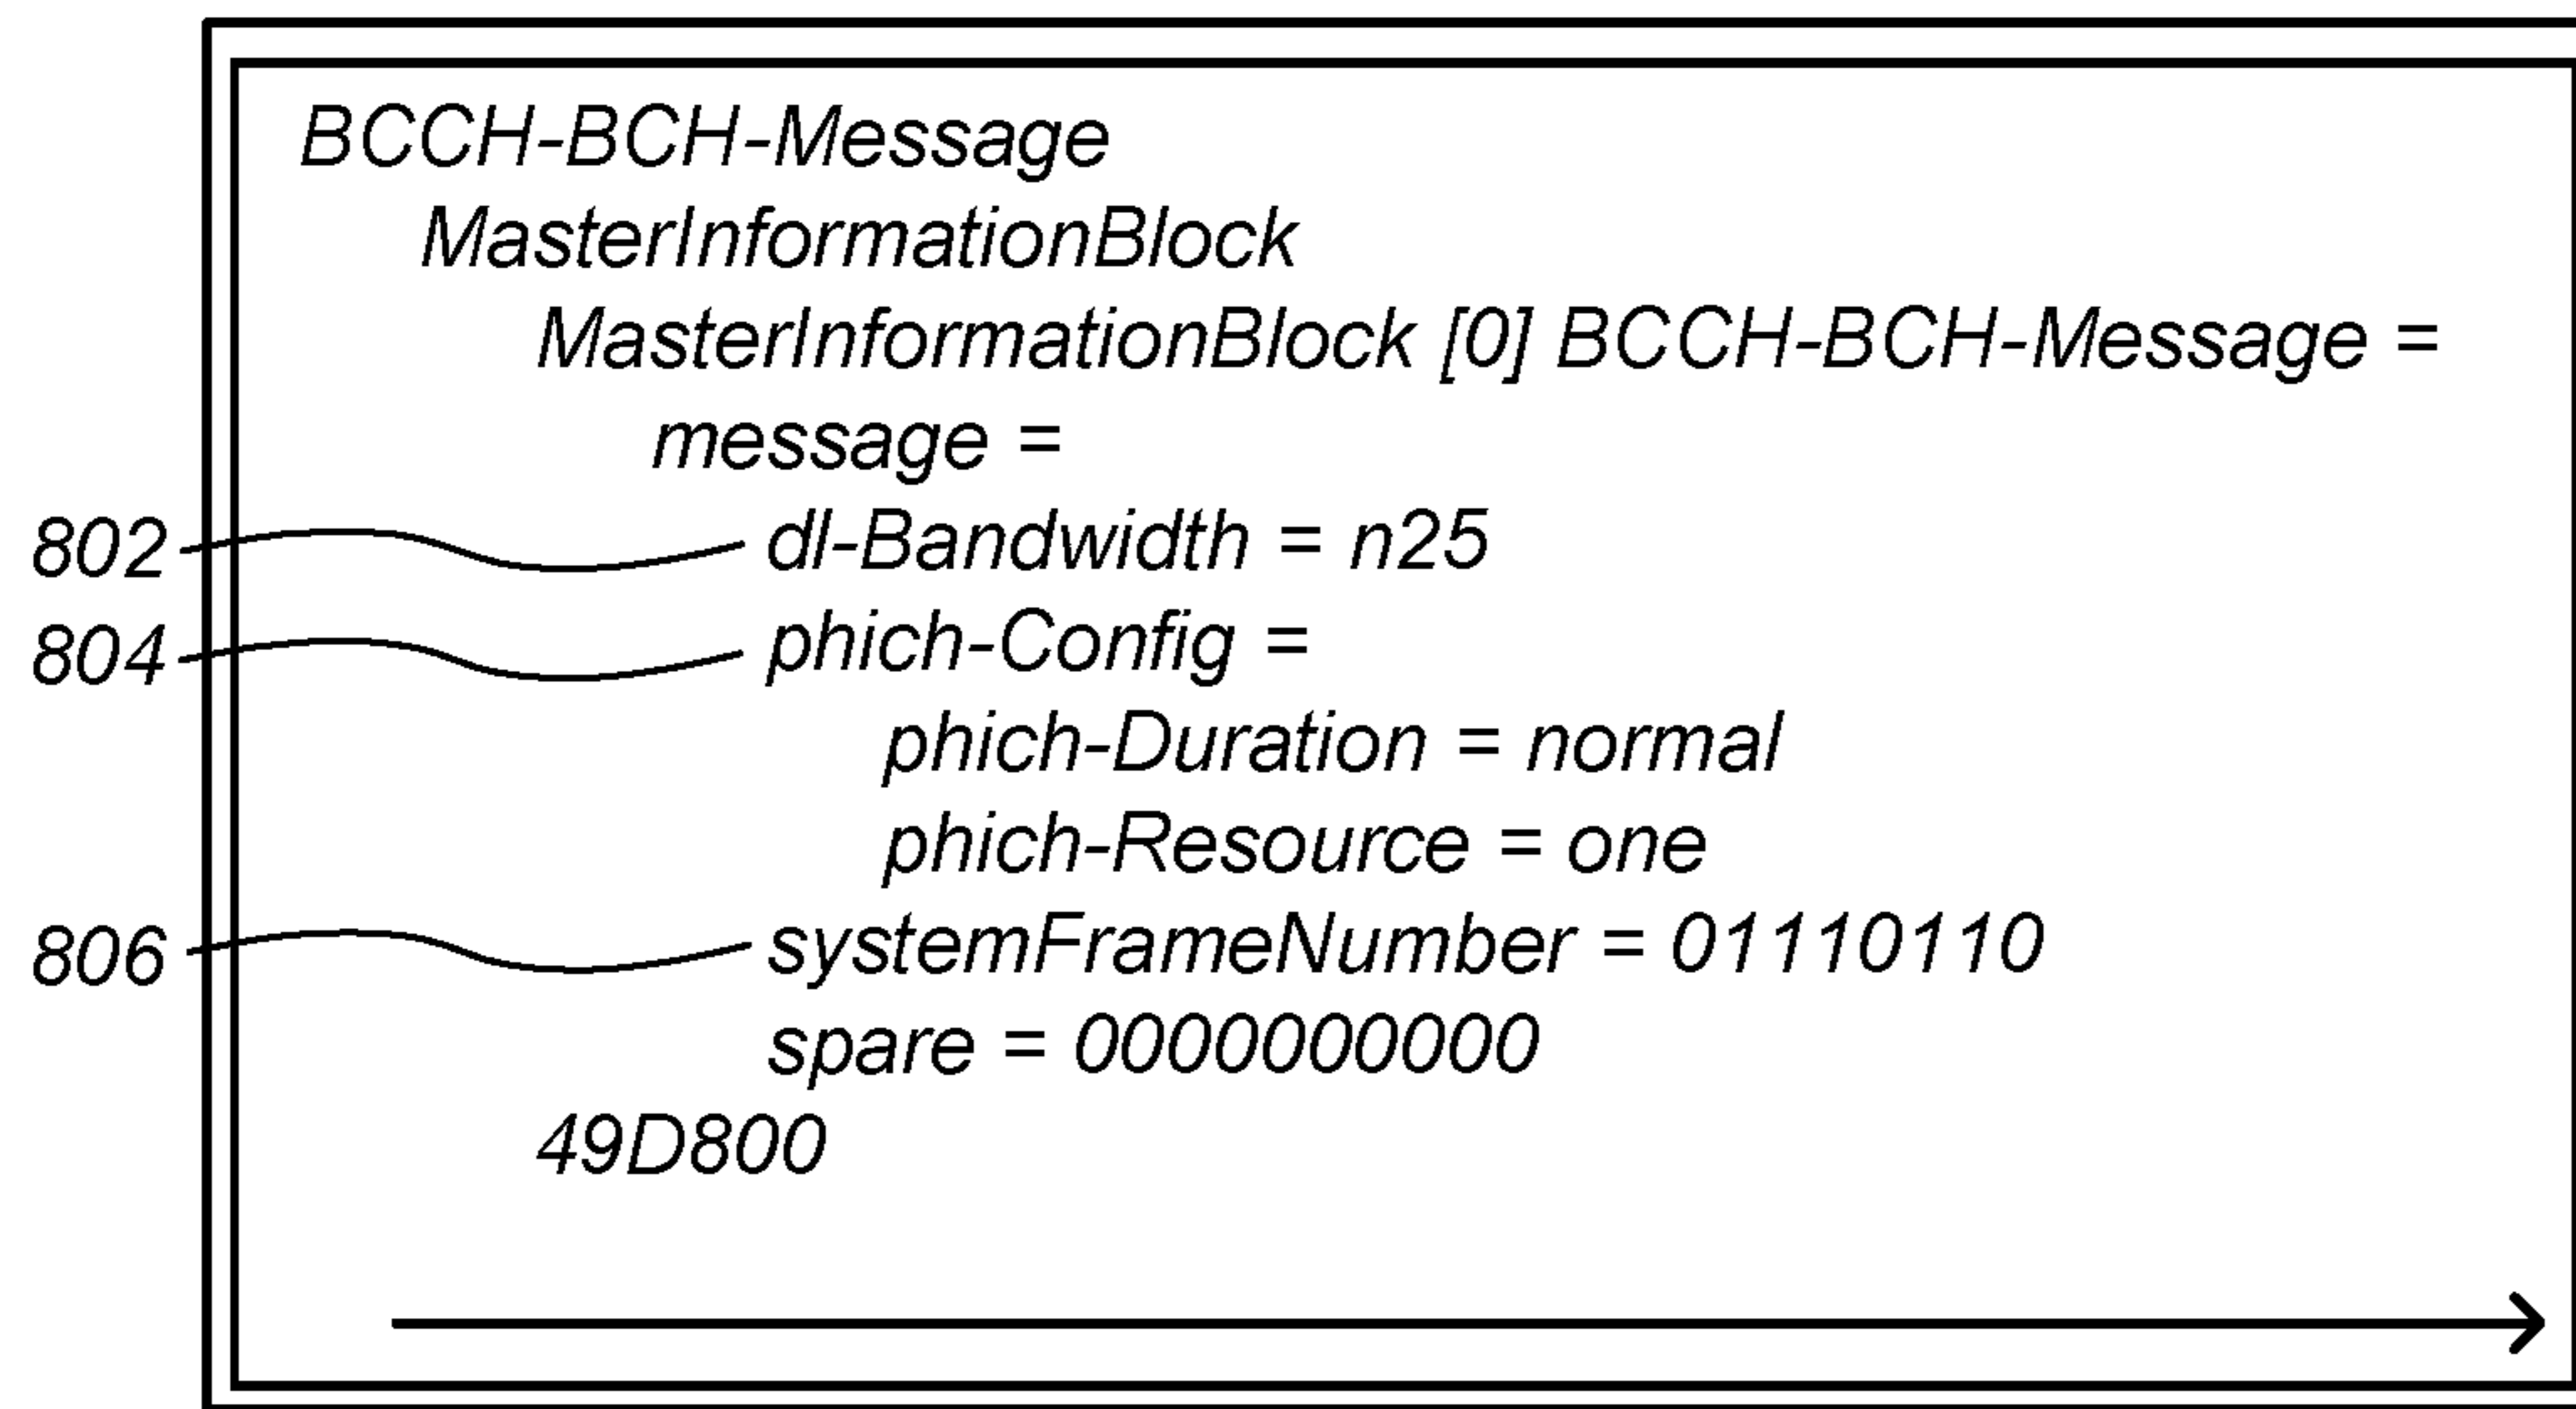 BCCH-BCH-Message
MasterInformationBlock
MasterInformationBlock [0] BCCH-BCH-Message =
message =
802 dl-Bandwidth = n25
804 phich-Config =
phich-Duration = normal
phich-Resource = one
806 systemFrameNumber = 01110110
spare = 0000000000
49D800